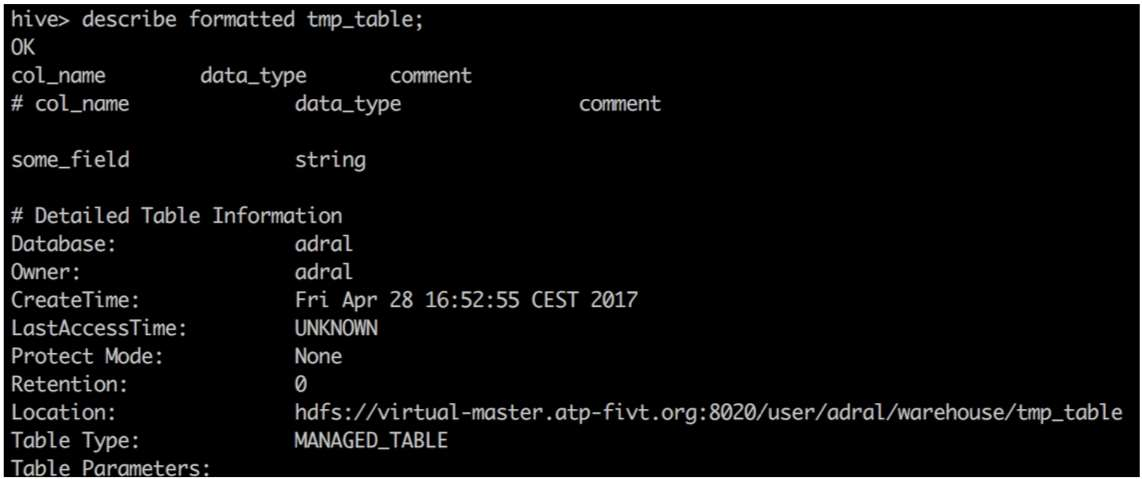 hive> describe formatted tmp_table;
OK
col_name data_type comment
# col_name data_type comment
some_field string
# Detailed Table Information
Database: adral
Owner: adral
CreateTime: Fri Apr 28 16:52:55 CEST 2017
LastAccessTime: UNKNOWN
Protect Mode: None
Retention: 0
Location: hdfs://virtual-master.atp-fivt.org:8020/user/adral/warehouse/tmp_table
Table Type: MANAGED_TABLE
Table Parameters: